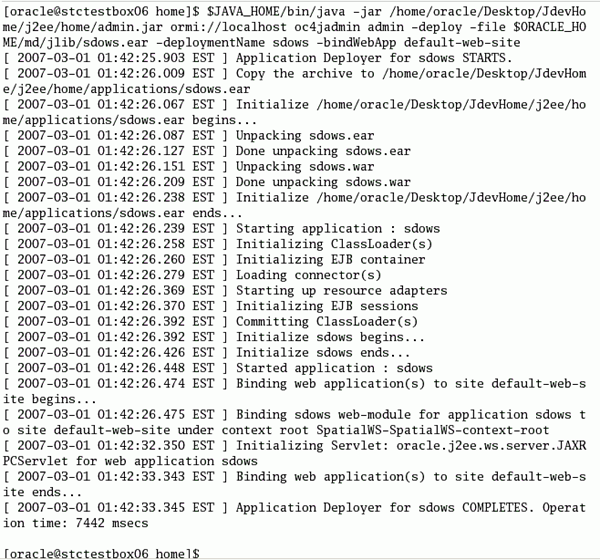 [oracle@stctestbox06 home]$ $JAVA_HOME/bin/java -jar /home/oracle/Desktop/JdevHo
me/j2ee/home/admin.jar ormi://localhost oc4jadmin admin -deploy -file $ORACLE_HO
ME/md/jlib/sdows.ear -deploymentName sdows -bindWebApp default-web-site
[ 2007-03-01 01:42:25.903 EST ] Application Deployer for sdows STARTS.
[ 2007-03-01 01:42:26.009 EST ] Copy the archive to /home/oracle/Desktop/JdevHom
e/j2ee/home/applications/sdows.ear
[ 2007-03-01 01:42:26.067 EST ] Initialize /home/oracle/Desktop/JdevHome/j2ee/ho
me/applications/sdows.ear begins...
[ 2007-03-01 01:42:26.087 EST ] Unpacking sdows.ear
[ 2007-03-01 01:42:26.127 EST ] Done unpacking sdows.ear
[ 2007-03-01 01:42:26.151 EST ] Unpacking sdows.war
[ 2007-03-01 01:42:26.209 EST ] Done unpacking sdows.war
[ 2007-03-01 01:42:26.238 EST ] Initialize /home/oracle/Desktop/JdevHome/j2ee/ho
me/applications/sdows.ear ends...
[ 2007-03-01 01:42:26.239 EST ] Starting application : sdows
[ 2007-03-01 01:42:26.258 EST ] Initializing ClassLoader(s)
[ 2007-03-01 01:42:26.260 EST ] Initializing EJB container
[ 2007-03-01 01:42:26.279 EST ] Loading connector(s)
[ 2007-03-01 01:42:26.369 EST ] Starting up resource adapters
[ 2007-03-01 01:42:26.370 EST ] Initializing EJB sessions
[ 2007-03-01 01:42:26.392 EST ] Committing ClassLoader(s)
[ 2007-03-01 01:42:26.392 EST ] Initialize sdows begins...
[ 2007-03-01 01:42:26.426 EST ] Initialize sdows ends...
[ 2007-03-01 01:42:26.448 EST ] Started application : sdows
[ 2007-03-01 01:42:26.474 EST ] Binding web application(s) to site default-web-s
ite begins...
[ 2007-03-01 01:42:26.475 EST ] Binding sdows web-module for application sdows t
o site default-web-site under context root SpatialWS-SpatialWS-context-root
[ 2007-03-01 01:42:32.350 EST ] Initializing Servlet: oracle.j2ee.ws.server.JAXR
PCServlet for web application sdows
[ 2007-03-01 01:42:33.343 EST ] Binding web application(s) to site default-web-s
ite ends...
[ 2007-03-01 01:42:33.345 EST ] Application Deployer for sdows COMPLETES. Operat
ion time: 7442 msecs
[oracle@stctestbox06 home]$